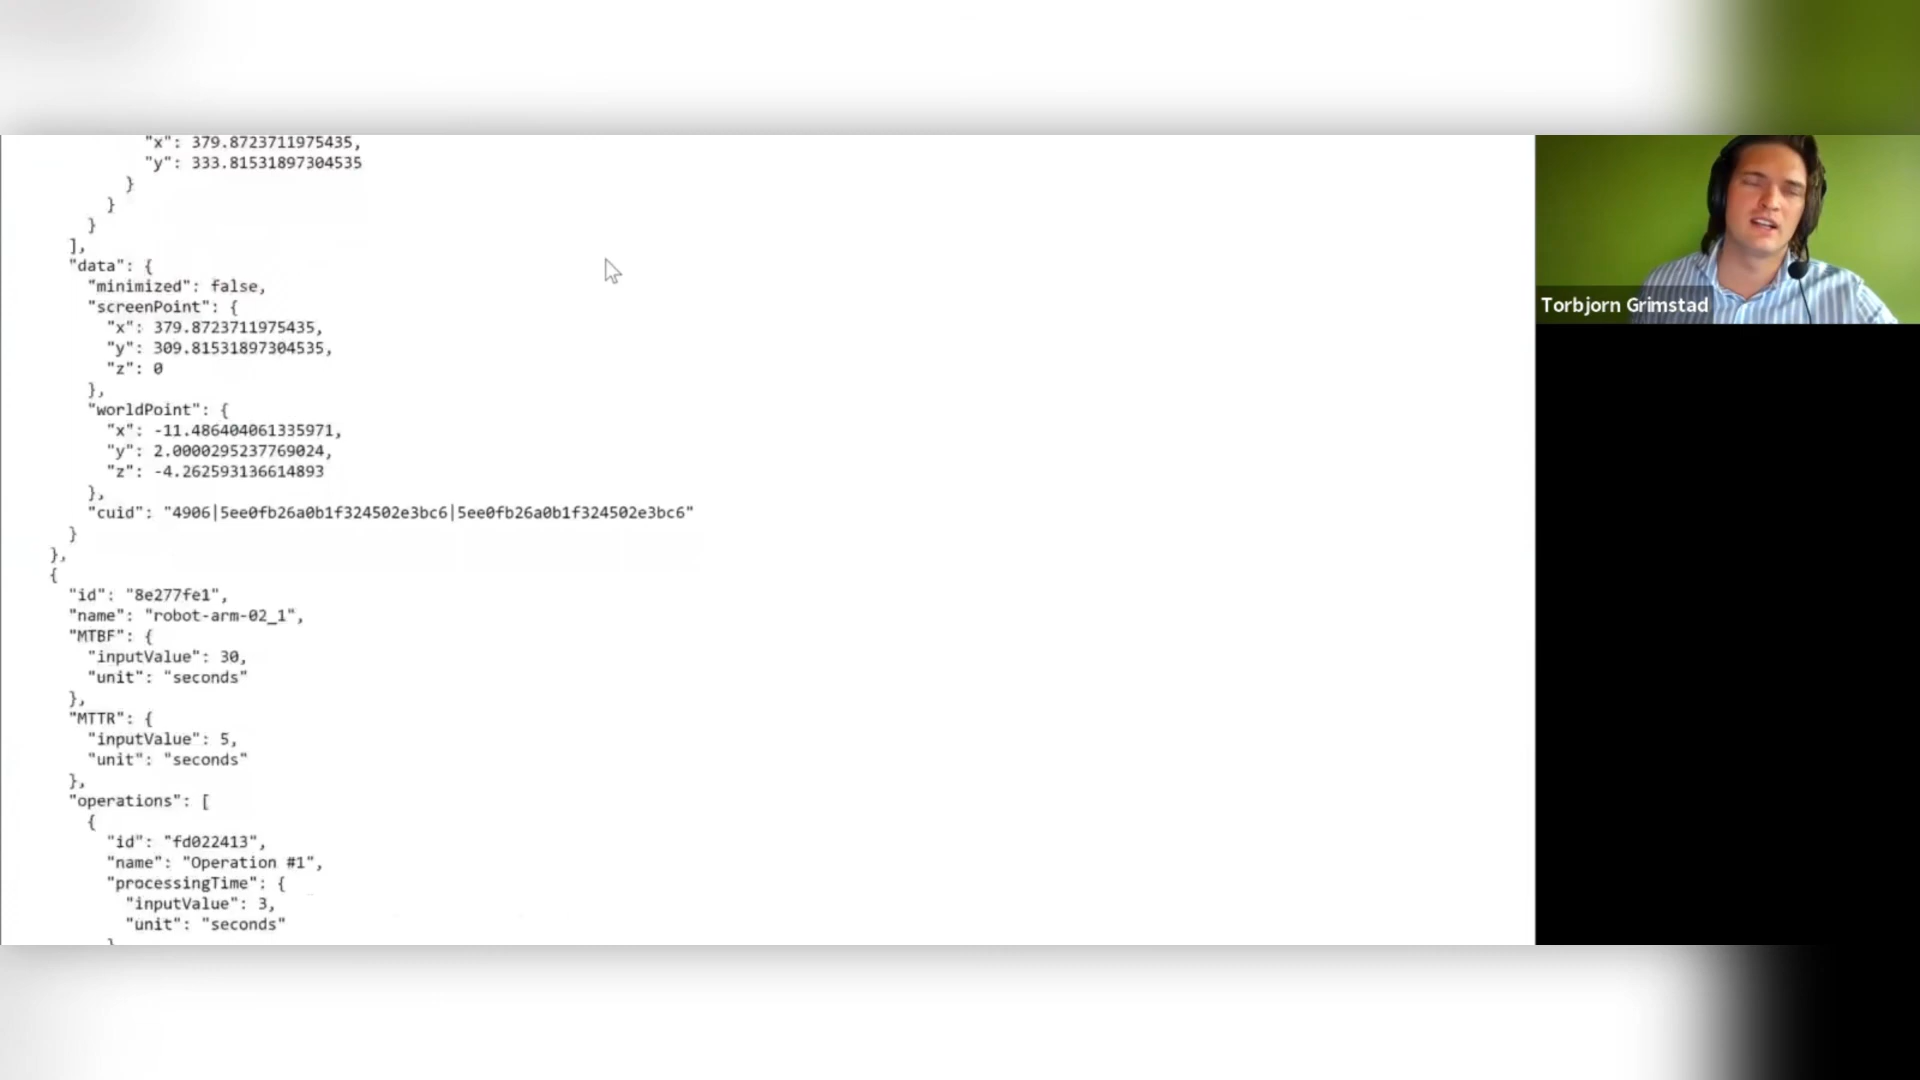 "x": 379.8723711975435,
"y": 333.81531897304535
}
}
}
],
"data": {
"minimized": false,
"screenPoint": {
"x": 379.8723711975435,
"y": 309.81531897304535,
"z": 0
},
"worldPoint": {
"x": -11.486404061335971,
"y": 2.0000295237769024,
"z": -4.262593136614893
},
"cuid": "4906|5ee0fb26a0b1f324502e3bc6|5ee0fb26a0b1f324502e3bc6"
}
},
{
"id": "8e277fe1",
"name": "robot-arm-02_1",
"MTBF": {
"inputValue": 30,
"unit": "seconds"
},
"MTTR": {
"inputValue": 5,
"unit": "seconds"
},
"operations": [
{
"id": "fd022413",
"name": "Operation #1",
"processingTime": {
"inputValue": 3,
"unit": "seconds"
}
Torbjorn Grimstad